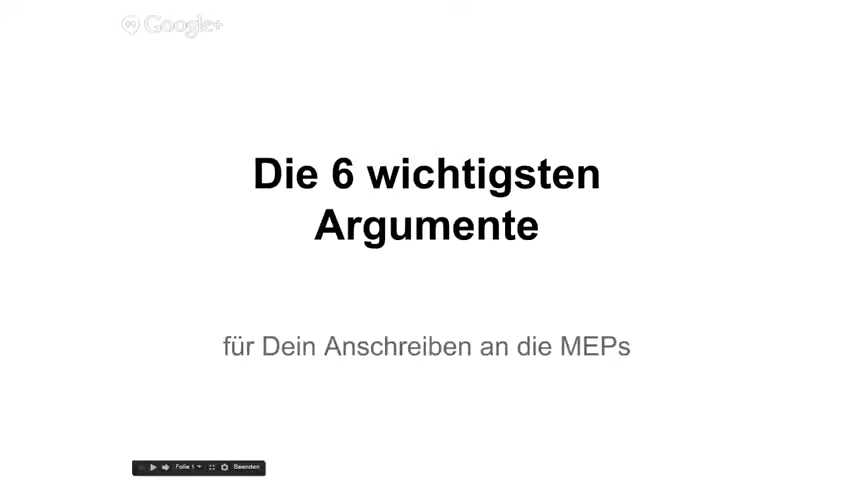 Google+
Die 6 wichtigsten
Argumente
für Dein Anschreiben an die MEPs
Folie 1
Beenden